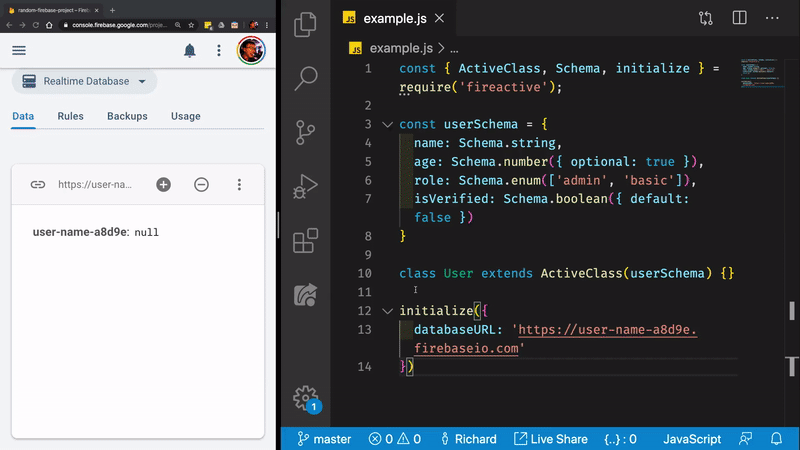 random-firebase-project – Fireb
console.firebase.google.com/proje...
Realtime Database
Data Rules Backups Usage
https://user-na...
user-name-a8d9e: null
JS example.js
JS example.js > ...
1 const { ActiveClass, Schema, initialize } =
require('fireactive');
2
3 const userSchema = {
4 name: Schema.string,
5 age: Schema.number({ optional: true }),
6 role: Schema.enum(['admin', 'basic']),
7 isVerified: Schema.boolean({ default:
false })
8 }
9
10 class User extends ActiveClass(userSchema) {}
11
12 initialize({
13 databaseURL: 'https://user-name-a8d9e.
firebaseio.com'
14 })
1
master 0 0 Richard Live Share {..} : 0 JavaScript